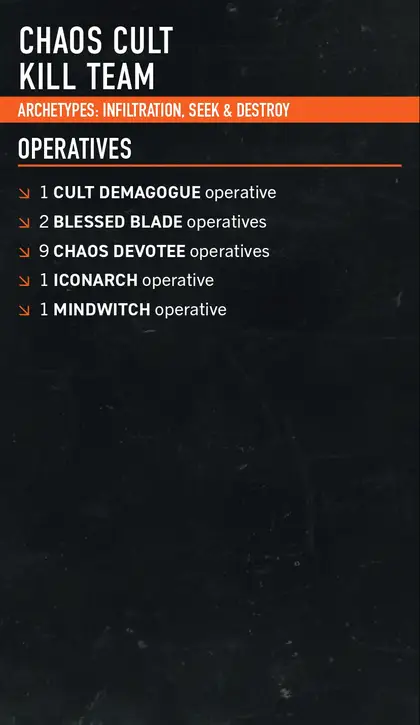 CHAOS CULT
KILL TEAM
ARCHETYPES: INFILTRATION, SEEK & DESTROY
OPERATIVES
↘ 1 CULT DEMAGOGUE operative
↘ 2 BLESSED BLADE operatives
↘ 9 CHAOS DEVOTEE operatives
↘ 1 ICONARCH operative
↘ 1 MINDWITCH operative